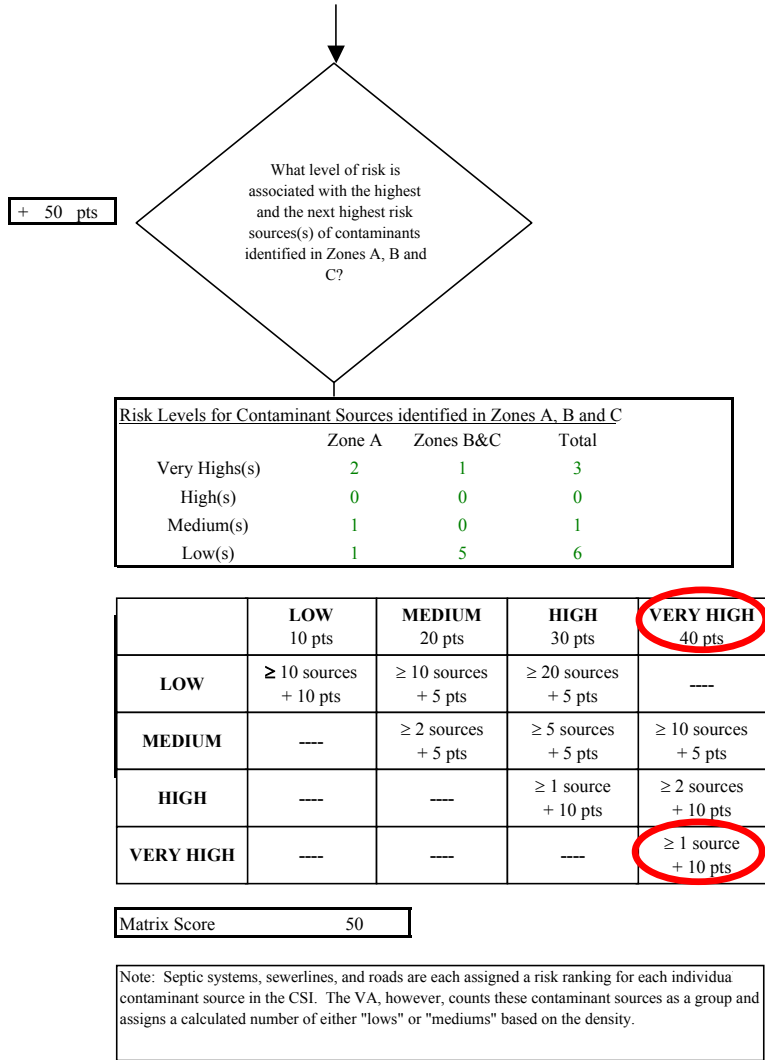 What level of risk is
associated with the highest
and the next highest risk
sources(s) of contaminants
identified in Zones A, B and
C?
+ 50 pts
Risk Levels for Contaminant Sources identified in Zones A, B and C
Zone A Zones B&C Total
Very Highs(s) 2 1 3
High(s) 0 0 0
Medium(s) 1 0 1
Low(s) 1 5 6
LOW MEDIUM HIGH VERY HIGH
10 pts 20 pts 30 pts 40 pts
LOW ≥ 10 sources ≥ 10 sources ≥ 20 sources ----
+ 10 pts + 5 pts + 5 pts
MEDIUM ---- ≥ 2 sources ≥ 5 sources ≥ 10 sources
+ 5 pts + 5 pts + 5 pts
HIGH ---- ---- ≥ 1 source ≥ 2 sources
+ 10 pts + 10 pts
VERY HIGH ---- ---- ---- ≥ 1 source
+ 10 pts
Matrix Score 50
Note: Septic systems, sewerlines, and roads are each assigned a risk ranking for each individua
contaminant source in the CSI. The VA, however, counts these contaminant sources as a group and
assigns a calculated number of either "lows" or "mediums" based on the density.